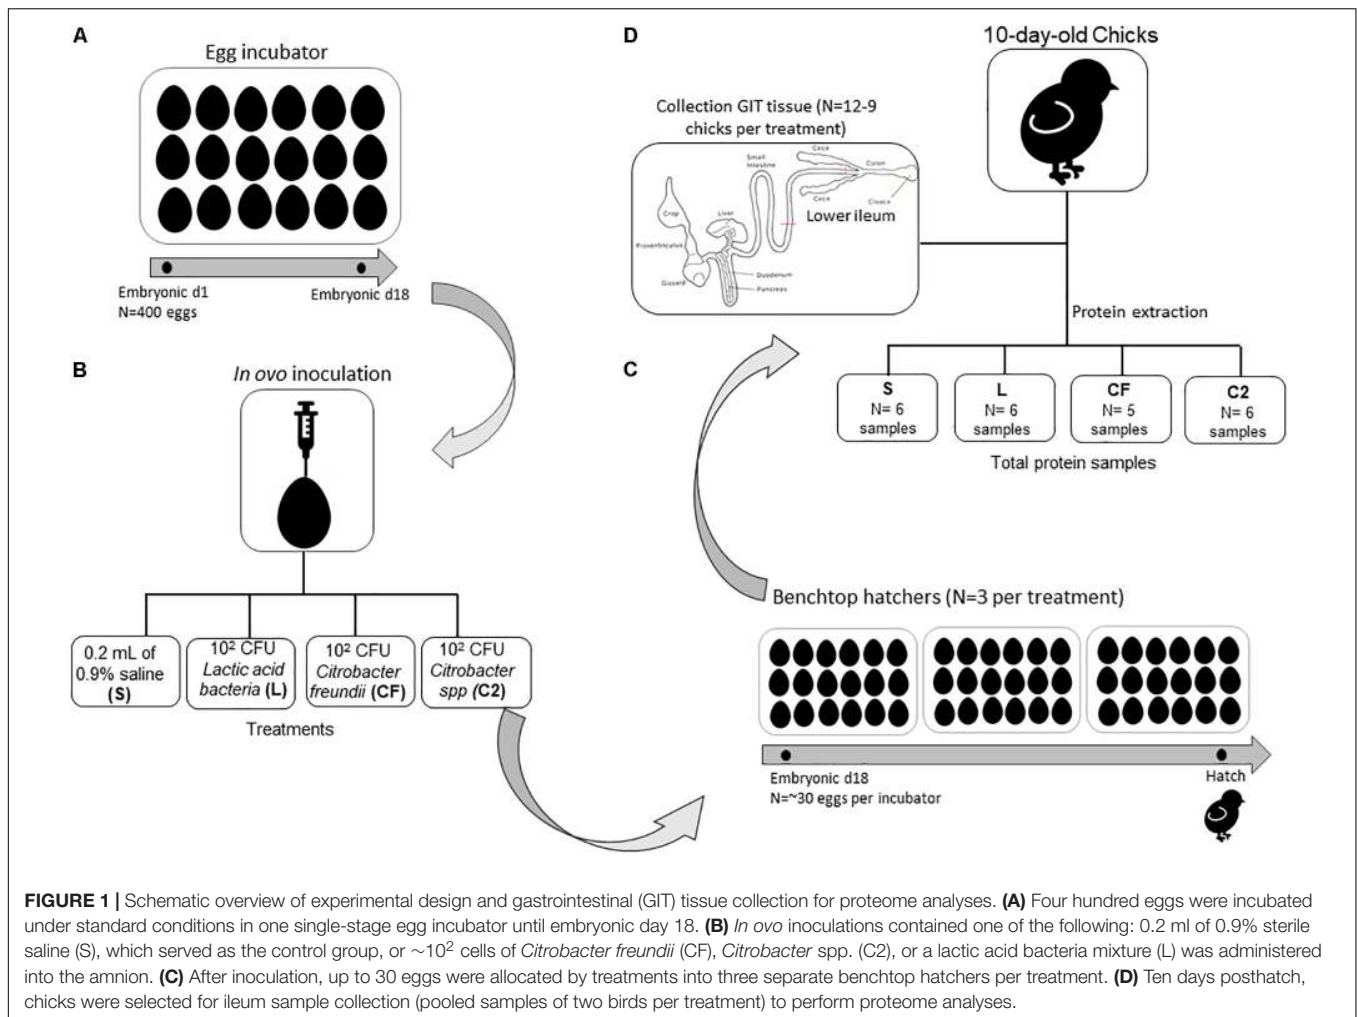 A
Egg incubator
Embryonic d1
N=400 eggs
Embryonic d18
B
In ovo inoculation
0.2 mL of
0.9% saline
(S)
10² CFU
Lactic acid
bacteria (L)
10² CFU
Citrobacter
freundii (CF)
10² CFU
Citrobacter
spp (C2)
Treatments
C
Benchtop hatchers (N=3 per treatment)
Embryonic d18
N=~30 eggs per incubator
Hatch
D
10-day-old Chicks
Collection GIT tissue (N=12-9
chicks per treatment)
Small
Intestine
Ceca
Colon
Ceca
Cloaca
Lower ileum
Crop
Liver
Proventriculus
Gizzard
Duodenum
Pancreas
Protein extraction
S
N= 6
samples
L
N= 6
samples
CF
N= 5
samples
C2
N= 6
samples
Total protein samples
FIGURE 1 | Schematic overview of experimental design and gastrointestinal (GIT) tissue collection for proteome analyses. (A) Four hundred eggs were incubated
under standard conditions in one single-stage egg incubator until embryonic day 18. (B) In ovo inoculations contained one of the following: 0.2 ml of 0.9% sterile
saline (S), which served as the control group, or ~10² cells of Citrobacter freundii (CF), Citrobacter spp. (C2), or a lactic acid bacteria mixture (L) was administered
into the amnion. (C) After inoculation, up to 30 eggs were allocated by treatments into three separate benchtop hatchers per treatment. (D) Ten days posthatch,
chicks were selected for ileum sample collection (pooled samples of two birds per treatment) to perform proteome analyses.